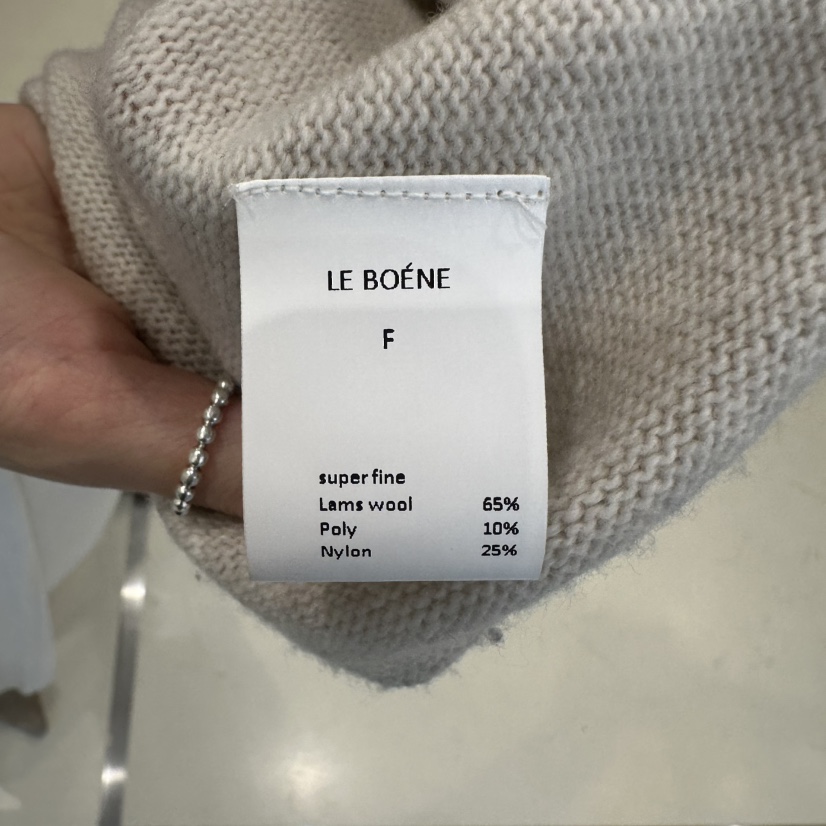 LE BOÉNE
F
super fine
Lams wool 65%
Poly 10%
Nylon 25%